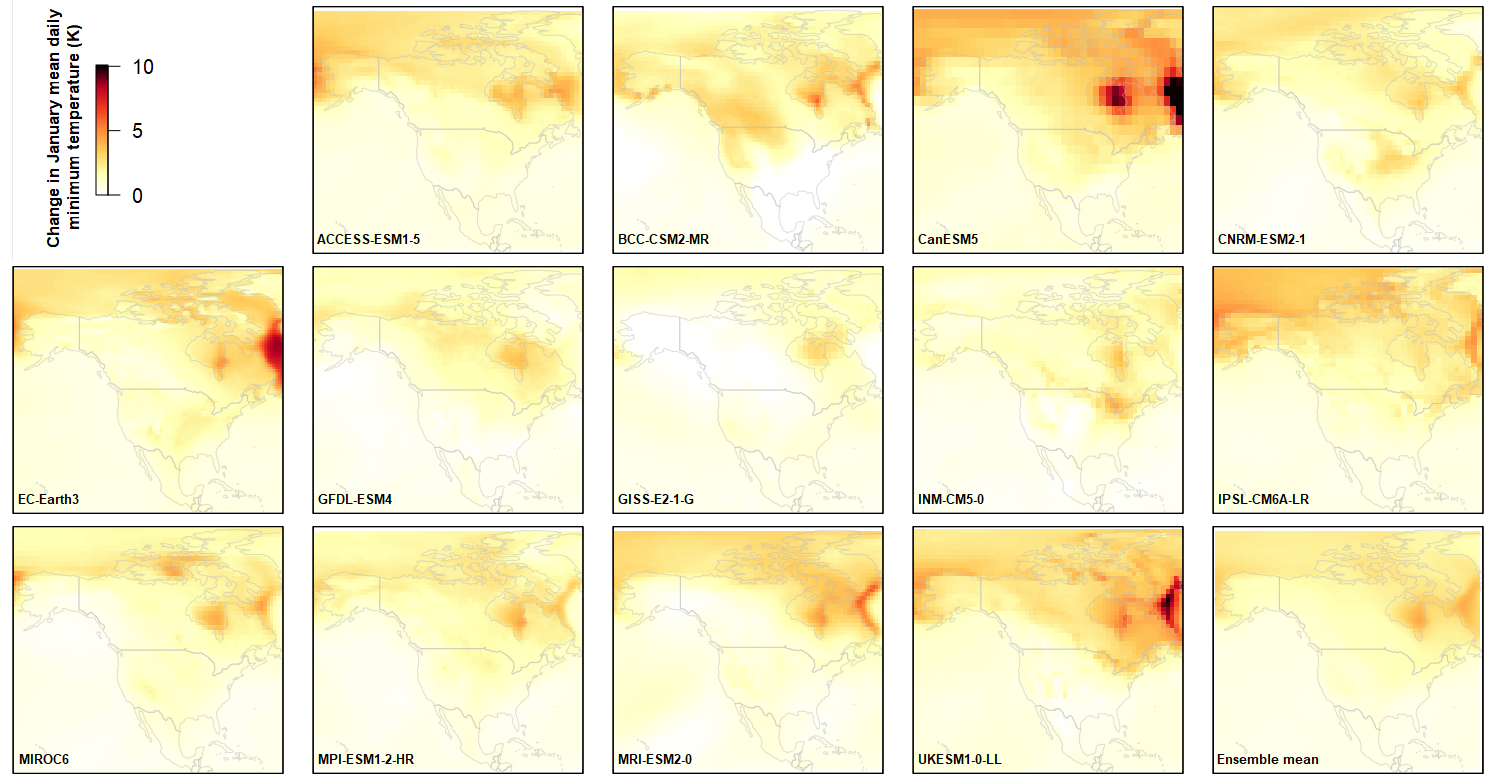 Change in January mean daily
minimum temperature (K)
10
5
0
ACCESS-ESM1-5
BCC-CSM2-MR
CanESM5
CNRM-ESM2-1
EC-Earth3
GFDL-ESM4
GISS-E2-1-G
INM-CM5-0
IPSL-CM6A-LR
MIROC6
MPI-ESM1-2-HR
MRI-ESM2-0
UKESM1-0-LL
Ensemble mean